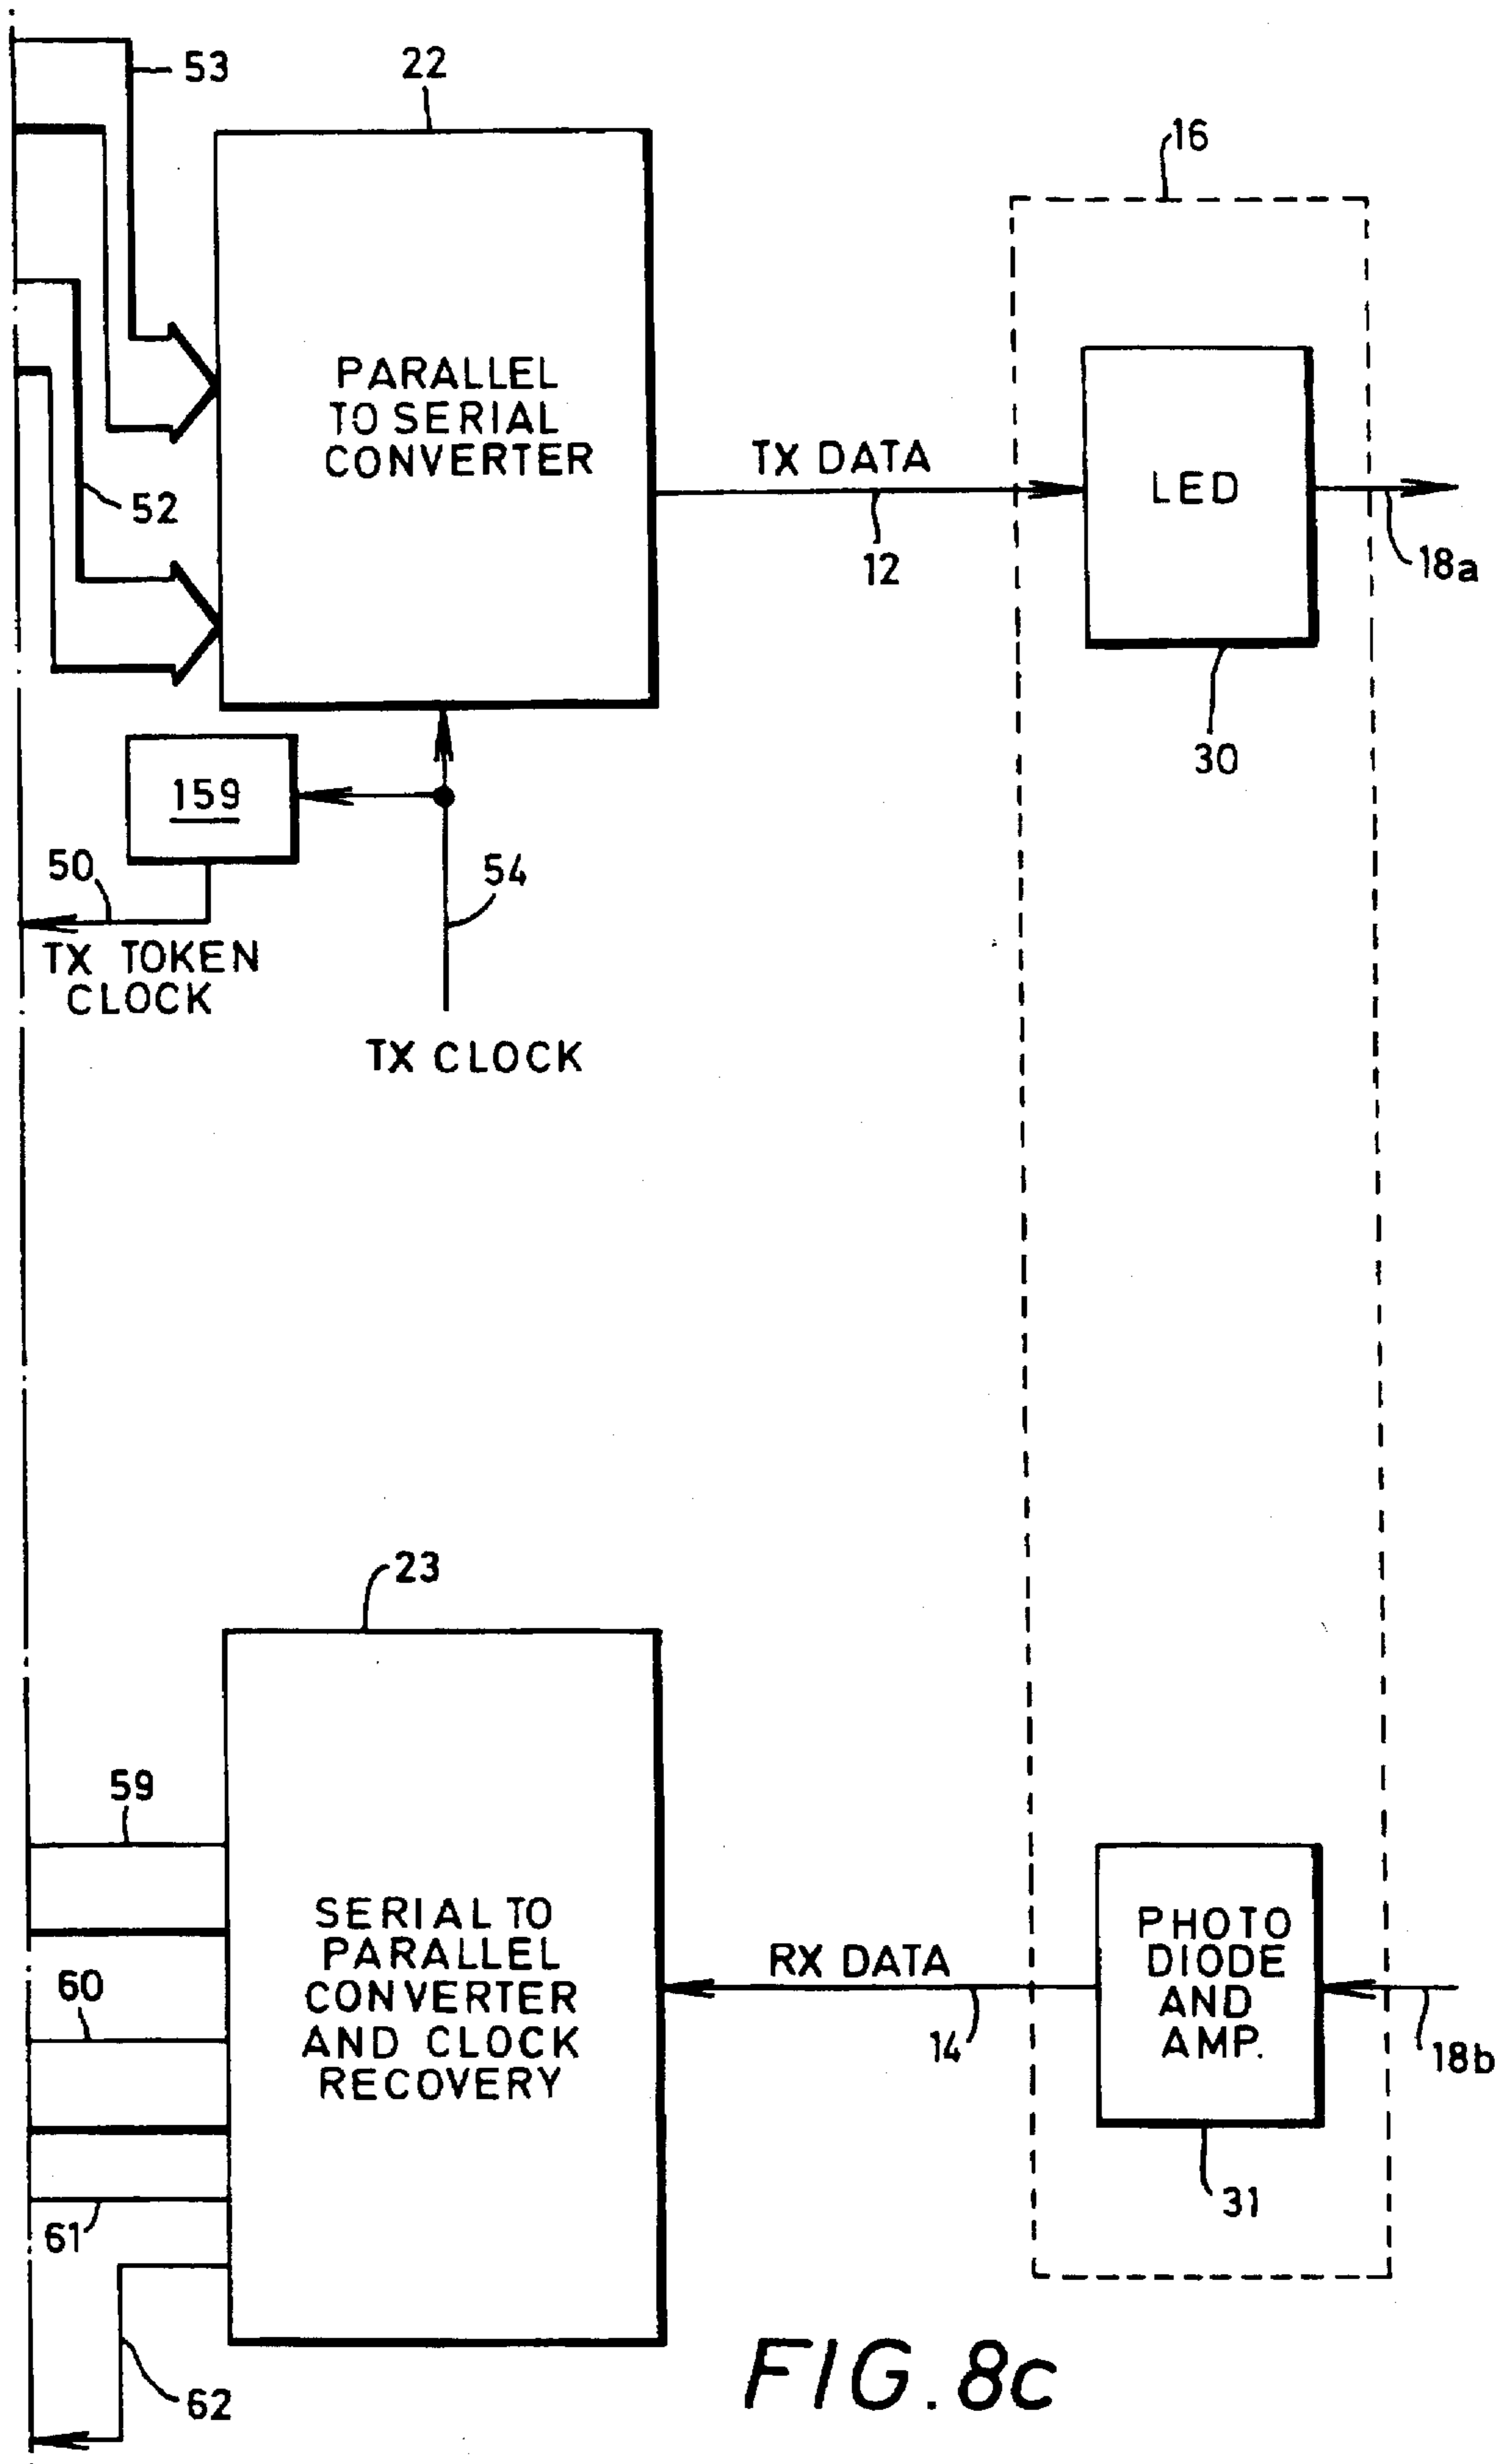 53
22
16
PARALLEL
TO SERIAL
CONVERTER
52
TX DATA
12
LED
18a
30
159
50
54
TX TOKEN
CLOCK
TX CLOCK
23
59
60
SERIAL TO
PARALLEL
CONVERTER
AND CLOCK
RECOVERY
RX DATA
14
PHOTO
DIODE
AND
AMP.
18b
31
61
62
FIG. 8c